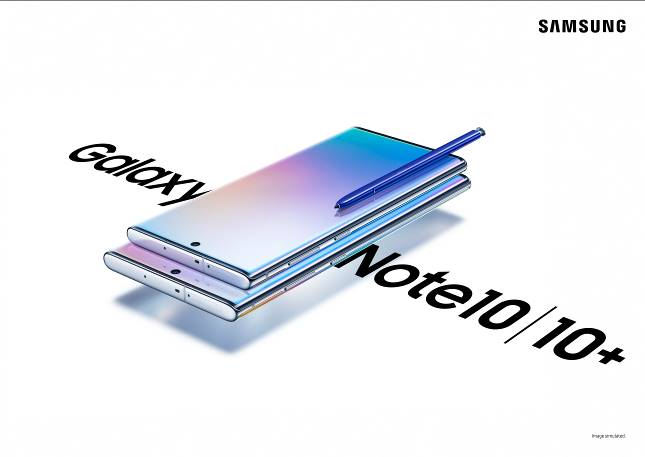 SAMSUNG
Galaxy
Note10|10+
Image simulated.